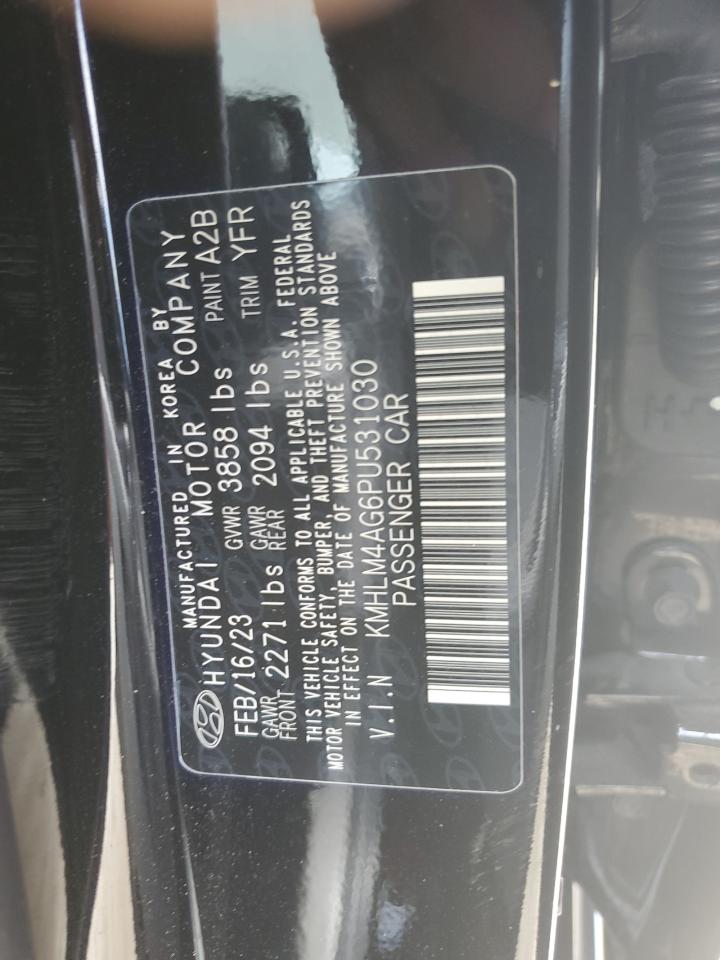 MANUFACTURED IN KOREA BY
HYUNDAI MOTOR COMPANY
FEB/16/23 GVWR 3858 lbs PAINT A2B
GAWR FRONT 2271 lbs GAWR REAR 2094 lbs TRIM YFR
THIS VEHICLE CONFORMS TO ALL APPLICABLE U.S.A. FEDERAL
MOTOR VEHICLE SAFETY, BUMPER, AND THEFT PREVENTION STANDARDS
IN EFFECT ON THE DATE OF MANUFACTURE SHOWN ABOVE
V.I.N KMHLM4AG6PU531030
PASSENGER CAR